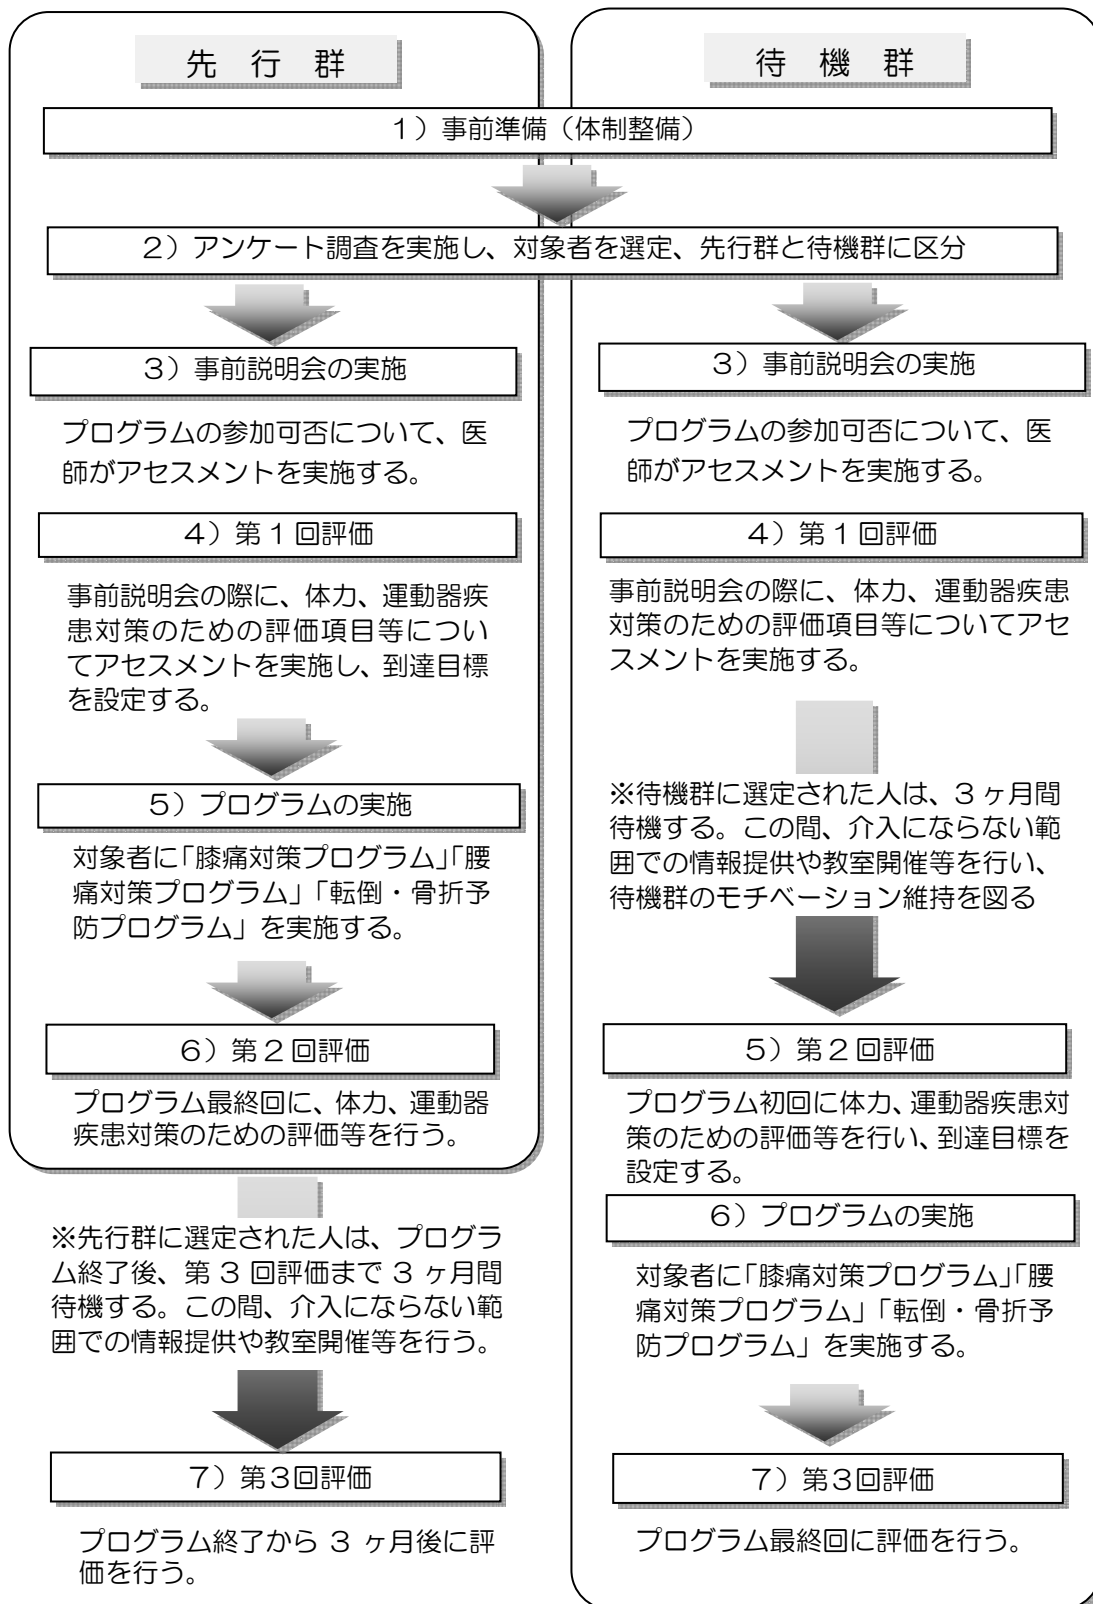 先 行 群
待 機 群
1)事前準備(体制整備)
2)アンケート調査を実施し、対象者を選定、先行群と待機群に区分
3)事前説明会の実施
プログラムの参加可否について、医
師がアセスメントを実施する。
4)第1回評価
事前説明会の際に、体力、運動器疾
患対策のための評価項目等につい
てアセスメントを実施し、到達目標
を設定する。
5)プログラムの実施
対象者に「膝痛対策プログラム」「腰
痛対策プログラム」「転倒・骨折予
防プログラム」を実施する。
6)第2回評価
プログラム最終回に、体力、運動器
疾患対策のための評価等を行う。
※先行群に選定された人は、プログラ
ム終了後、第 3 回評価まで 3 ヶ月間
待機する。この間、介入にならない範
囲での情報提供や教室開催等を行う。
7)第3回評価
プログラム終了から 3 ヶ月後に評
価を行う。
3)事前説明会の実施
プログラムの参加可否について、医
師がアセスメントを実施する。
4)第1回評価
事前説明会の際に、体力、運動器疾患
対策のための評価項目等についてアセ
スメントを実施する。
※待機群に選定された人は、3ヶ月間
待機する。この間、介入にならない範
囲での情報提供や教室開催等を行い、
待機群のモチベーション維持を図る
5)第2回評価
プログラム初回に体力、運動器疾患対
策のための評価等を行い、到達目標を
設定する。
6)プログラムの実施
対象者に「膝痛対策プログラム」「腰
痛対策プログラム」「転倒・骨折予
防プログラム」を実施する。
7)第3回評価
プログラム最終回に評価を行う。